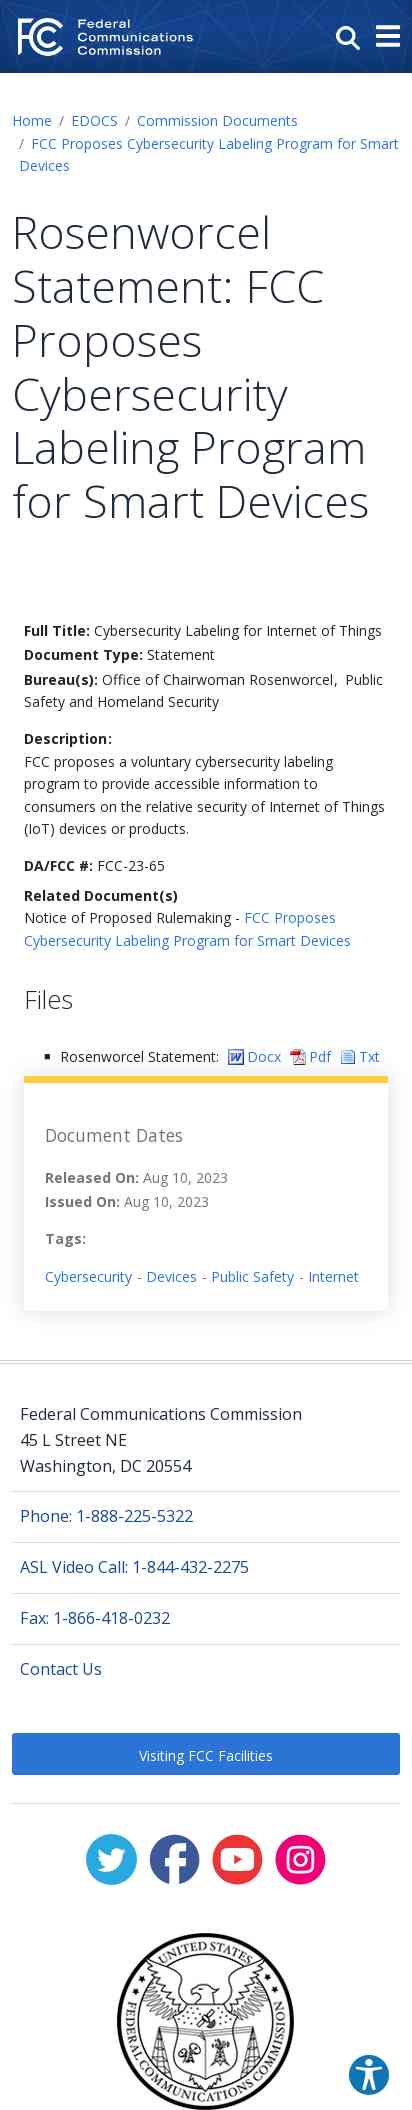 Federal
Communications
Commission
Home / EDOCS / Commission Documents
/ FCC Proposes Cybersecurity Labeling Program for Smart
Devices
Rosenworcel
Statement: FCC
Proposes
Cybersecurity
Labeling Program
for Smart Devices
Full Title: Cybersecurity Labeling for Internet of Things
Document Type: Statement
Bureau(s): Office of Chairwoman Rosenworcel, Public
Safety and Homeland Security
Description:
FCC proposes a voluntary cybersecurity labeling
program to provide accessible information to
consumers on the relative security of Internet of Things
(IoT) devices or products.
DA/FCC #: FCC-23-65
Related Document(s)
Notice of Proposed Rulemaking - FCC Proposes
Cybersecurity Labeling Program for Smart Devices
Files
▪ Rosenworcel Statement: Docx Pdf Txt
Document Dates
Released On: Aug 10, 2023
Issued On: Aug 10, 2023
Tags:
Cybersecurity - Devices - Public Safety - Internet
Federal Communications Commission
45 L Street NE
Washington, DC 20554
Phone: 1-888-225-5322
ASL Video Call: 1-844-432-2275
Fax: 1-866-418-0232
Contact Us
Visiting FCC Facilities
UNITED STATES
FEDERAL COMMUNICATIONS COMMISSION